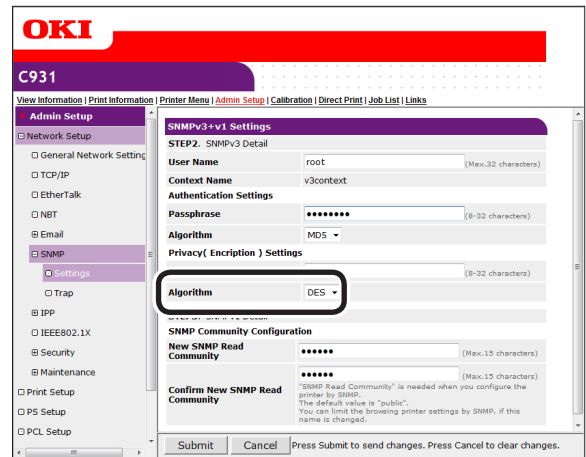 OKI
C931
View Information | Print Information | Printer Menu | Admin Setup | Calibration | Direct Print | Job List | Links
Admin Setup
Network Setup
General Network Setting
TCP/IP
EtherTalk
NBT
Email
SNMP
Settings
Trap
IPP
IEEE802.1X
Security
Maintenance
Print Setup
PS Setup
PCL Setup
SNMPv3+v1 Settings
STEP2. SNMPv3 Detail
User Name root (Max.32 characters)
Context Name v3context
Authentication Settings
Passphrase •••••••• (8-32 characters)
Algorithm MD5
Privacy( Encription ) Settings
(8-32 characters)
Algorithm DES
SNMP Community Configuration
New SNMP Read
Community •••••• (Max.15 characters)
•••••• (Max.15 characters)
Confirm New SNMP Read
Community
"SNMP Read Community" is needed when you configure the
printer by SNMP.
The default value is "public".
You can limit the browsing printer settings by SNMP, if this
name is changed.
Submit Cancel Press Submit to send changes. Press Cancel to clear changes.